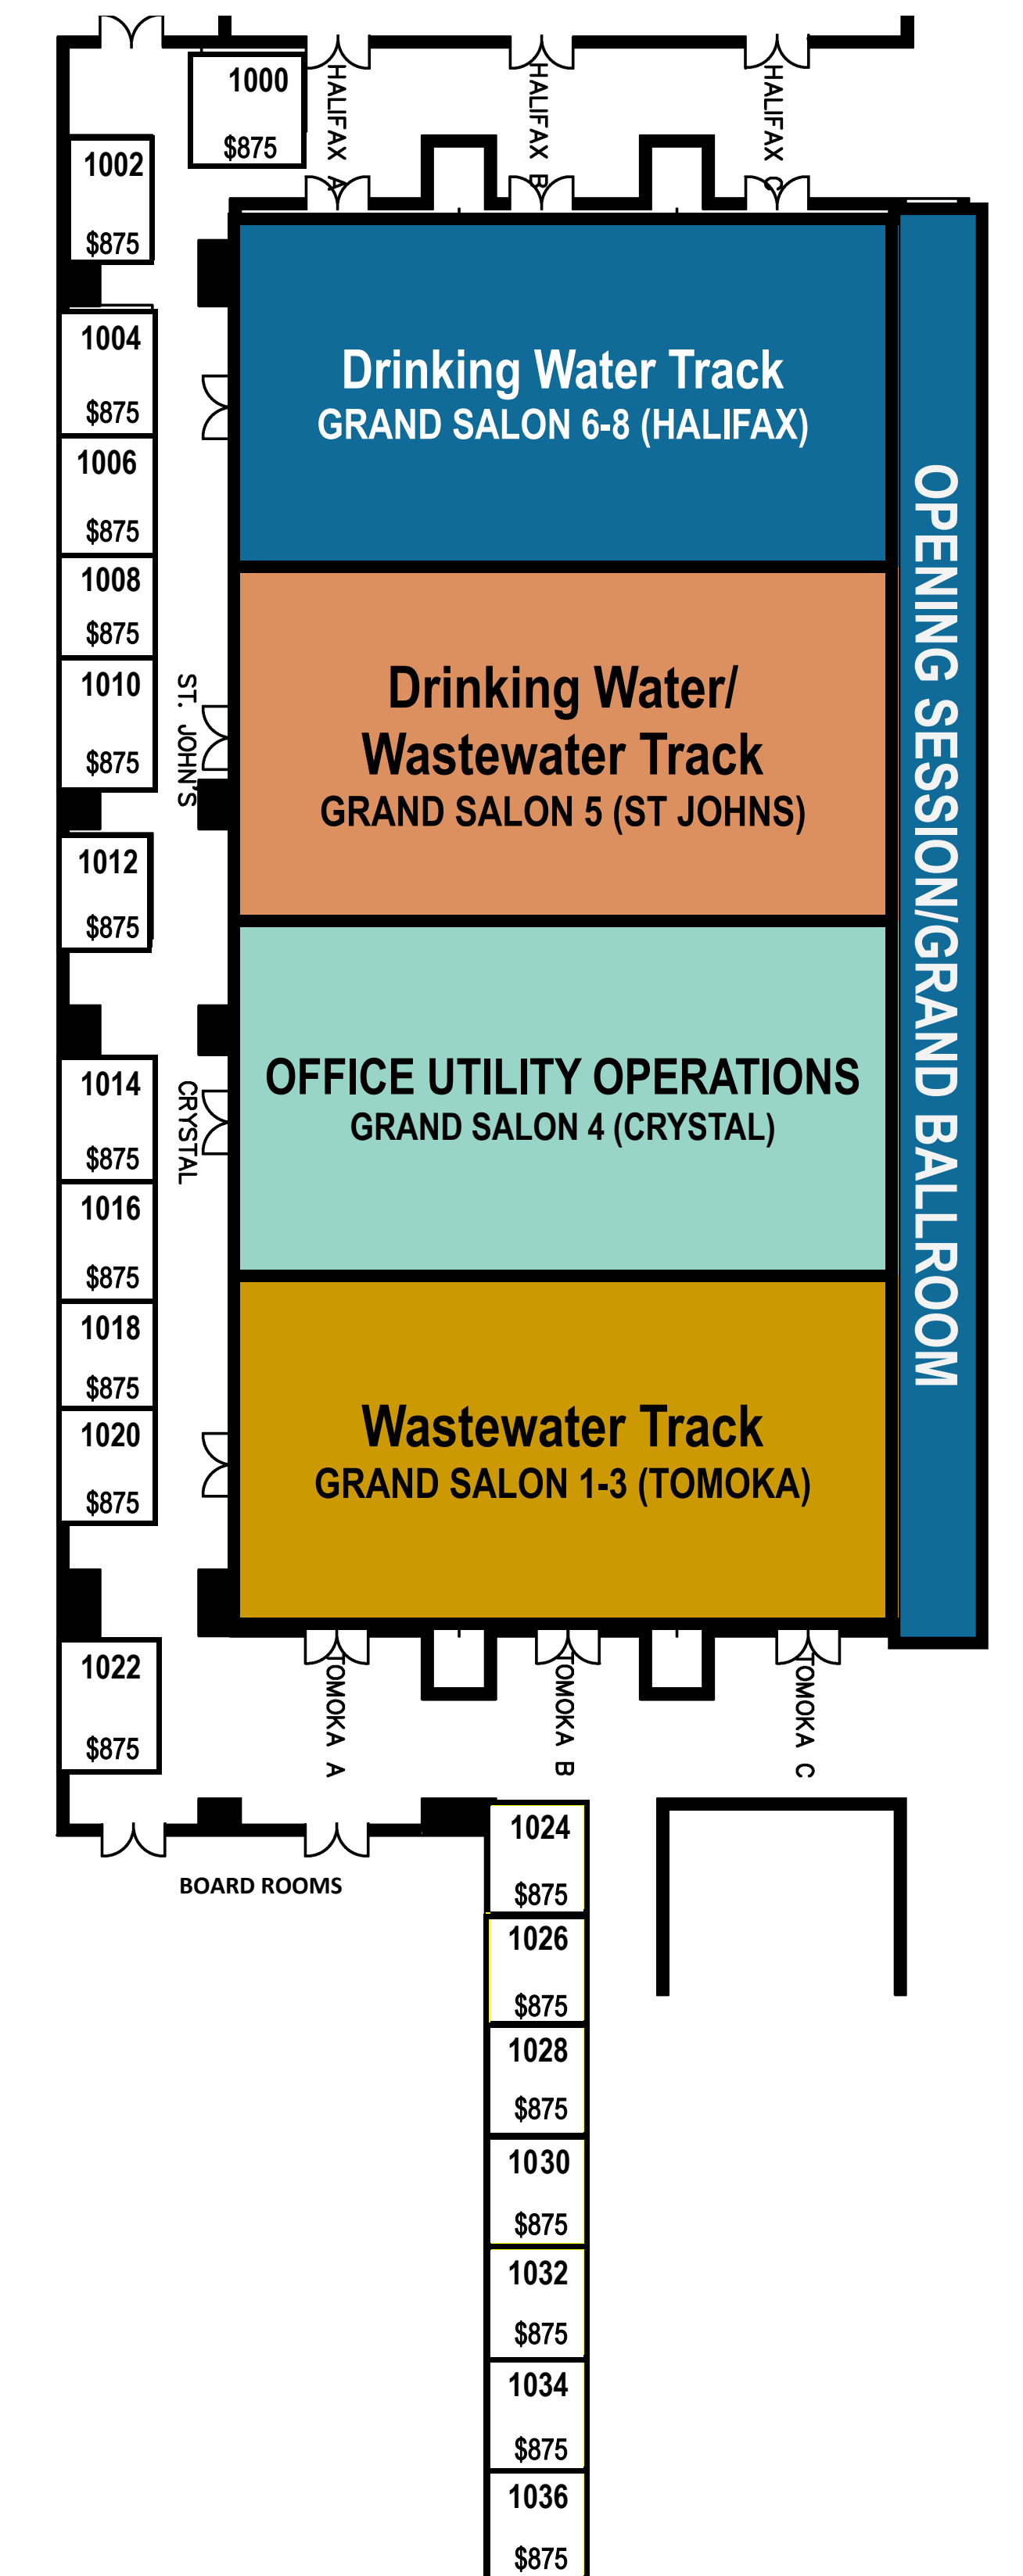 1000
$875
HALIFAX A
HALIFAX B
HALIFAX C
1002
$875
1004
$875
1006
$875
1008
$875
1010
$875
ST. JOHN'S
1012
$875
1014
$875
CRYSTAL
1016
$875
1018
$875
1020
$875
1022
$875
Drinking Water Track
GRAND SALON 6-8 (HALIFAX)
Drinking Water/
Wastewater Track
GRAND SALON 5 (ST JOHNS)
OFFICE UTILITY OPERATIONS
GRAND SALON 4 (CRYSTAL)
Wastewater Track
GRAND SALON 1-3 (TOMOKA)
OPENING SESSION/GRAND BALLROOM
TOMOKA A
TOMOKA B
TOMOKA C
BOARD ROOMS
1024
$875
1026
$875
1028
$875
1030
$875
1032
$875
1034
$875
1036
$875